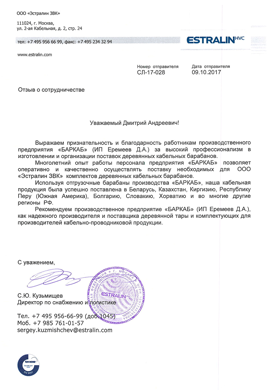 ООО «Эстралин ЗВК»
111024, г. Москва,
ул. 2-ая Кабельная, д. 2, стр. 24
тел: +7 495 956 66 99, факс: +7 495 234 32 94
ESTRALIN HVC
www.estralin.com
Номер отправителя Дата отправителя
СЛ-17-028 09.10.2017
Отзыв о сотрудничестве
Уважаемый Дмитрий Андреевич!
Выражаем признательность и благодарность работникам производственного
предприятия «БАРКАБ» (ИП Еремеев Д.А.) за высокий профессионализм в
изготовлении и организации поставок деревянных кабельных барабанов.
Многолетний опыт работы персонала предприятия «БАРКАБ» позволяет
оперативно и качественно осуществлять поставку необходимых для ООО
«Эстралин ЗВК» комплектов деревянных кабельных барабанов.
Используя отгрузочные барабаны производства «БАРКАБ», наша кабельная
продукция была успешно поставлена в Беларусь, Казахстан, Киргизию, Республику
Перу (Южная Америка), Болгарию, Словакию, Хорватию и во многие другие
регионы РФ.
Рекомендуем производственное предприятие «БАРКАБ» (ИП Еремеев Д.А.),
как надежного производителя и поставщика деревянной тары и комплектующих для
производителей кабельно-проводниковой продукции.
С уважением,
ESTRALIN
С.Ю. Кузьмищев
Директор по снабжению и логистике
Тел. +7 495 956-66-99 (доб.1045)
Моб. +7 985 761-01-57
sergey.kuzmishchev@estralin.com